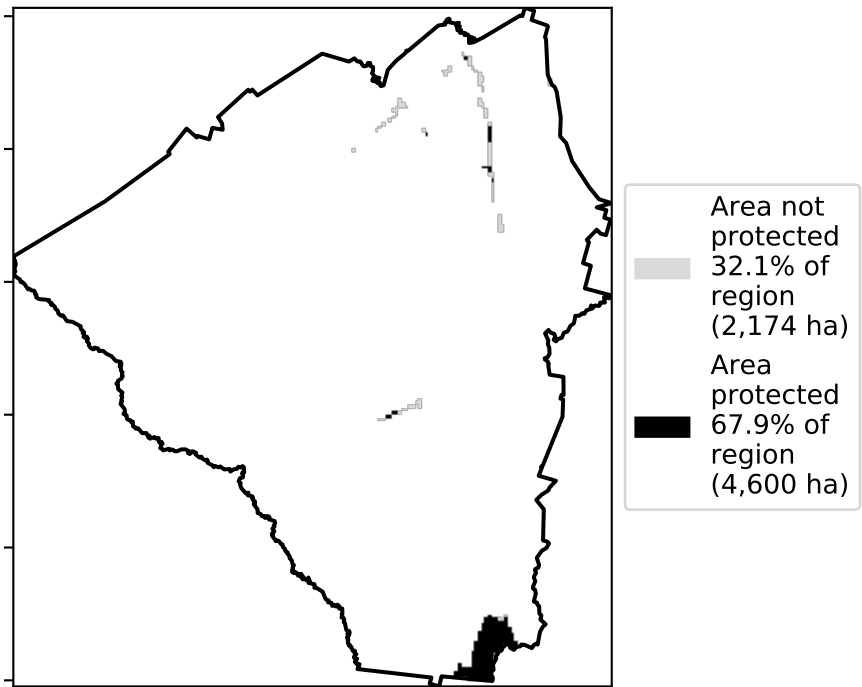 Area not
protected
32.1% of
region
(2,174 ha)
Area
protected
67.9% of
region
(4,600 ha)